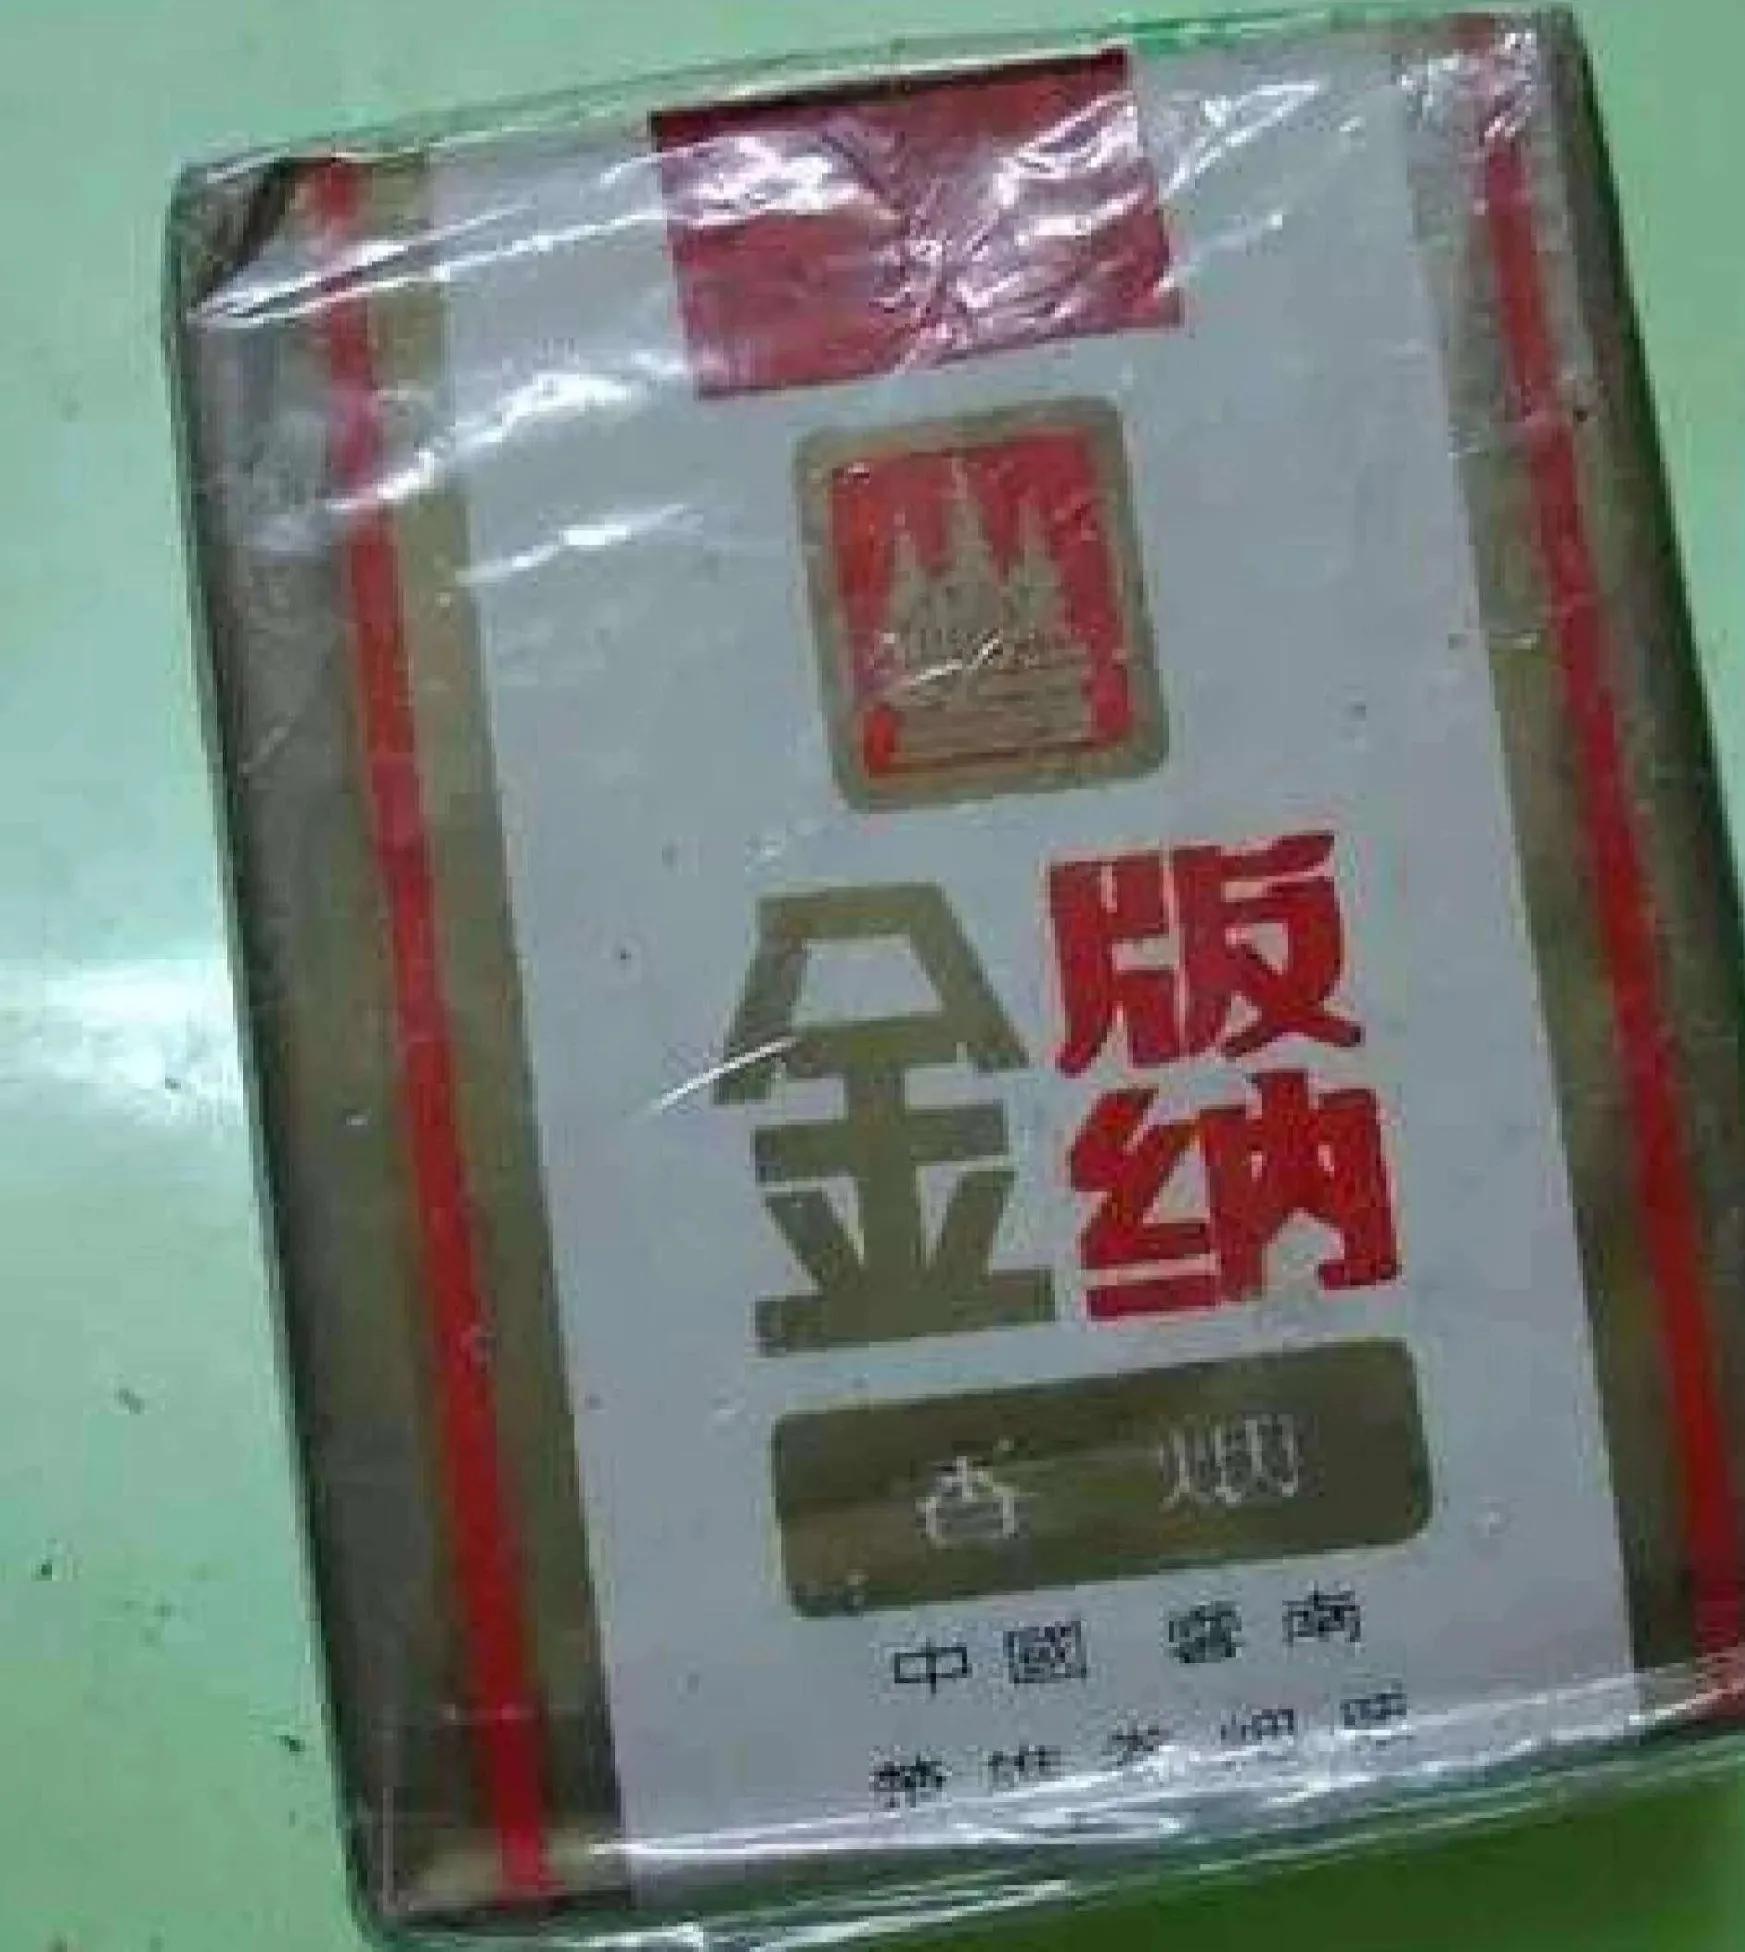 金版纳
香烟
中國 雲南